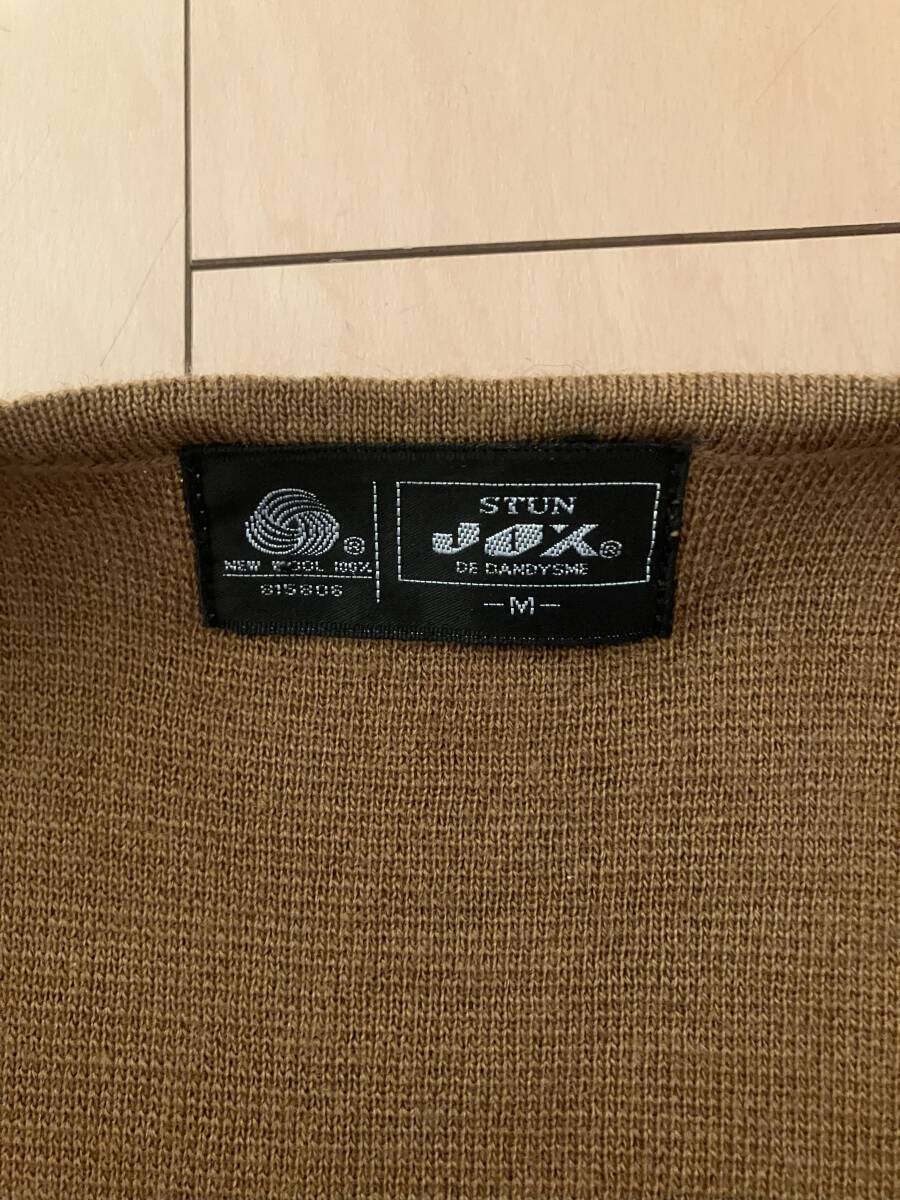 ®
NEW WOOL 100%
815806
STUN
JOX®
DE DANDYSME
-M-